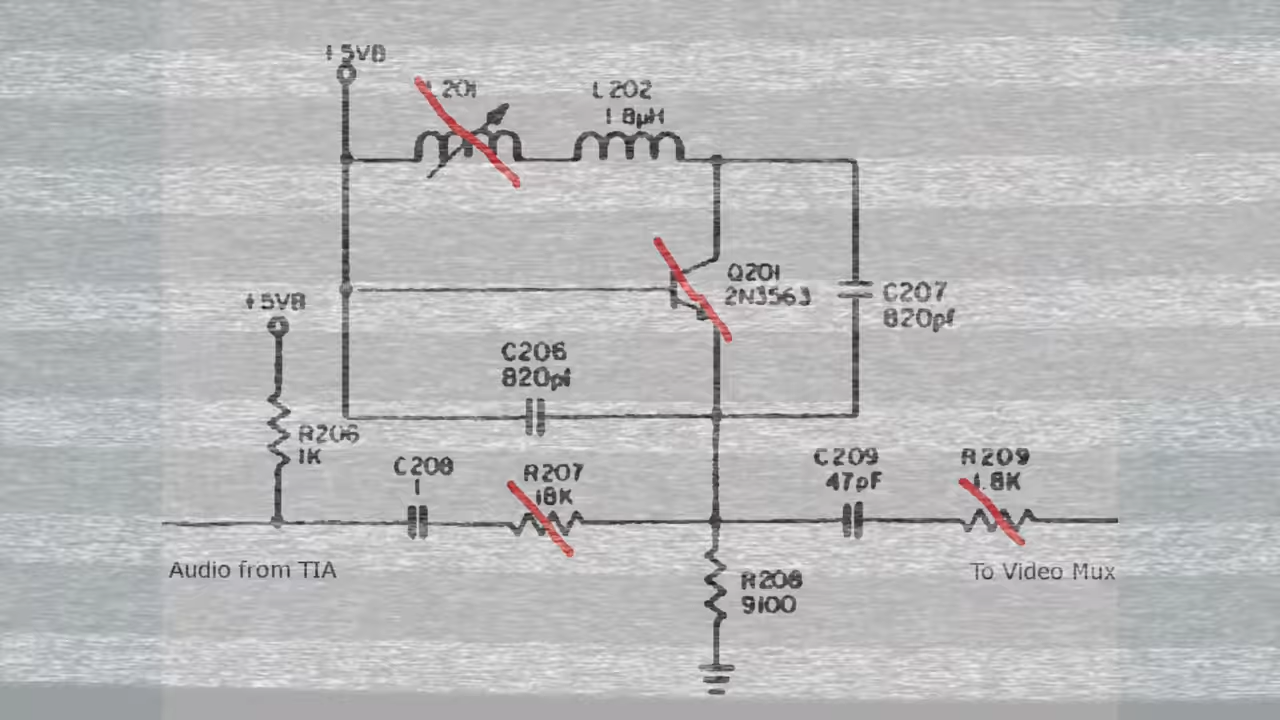 +5VB
L201
L202
1.8µH
Q201
2N3563
C207
820pf
+5VB
C206
820pf
R206
1K
C208
.1
R207
18K
C209
47pF
R209
1.8K
Audio from TIA
To Video Mux
R208
910Ω